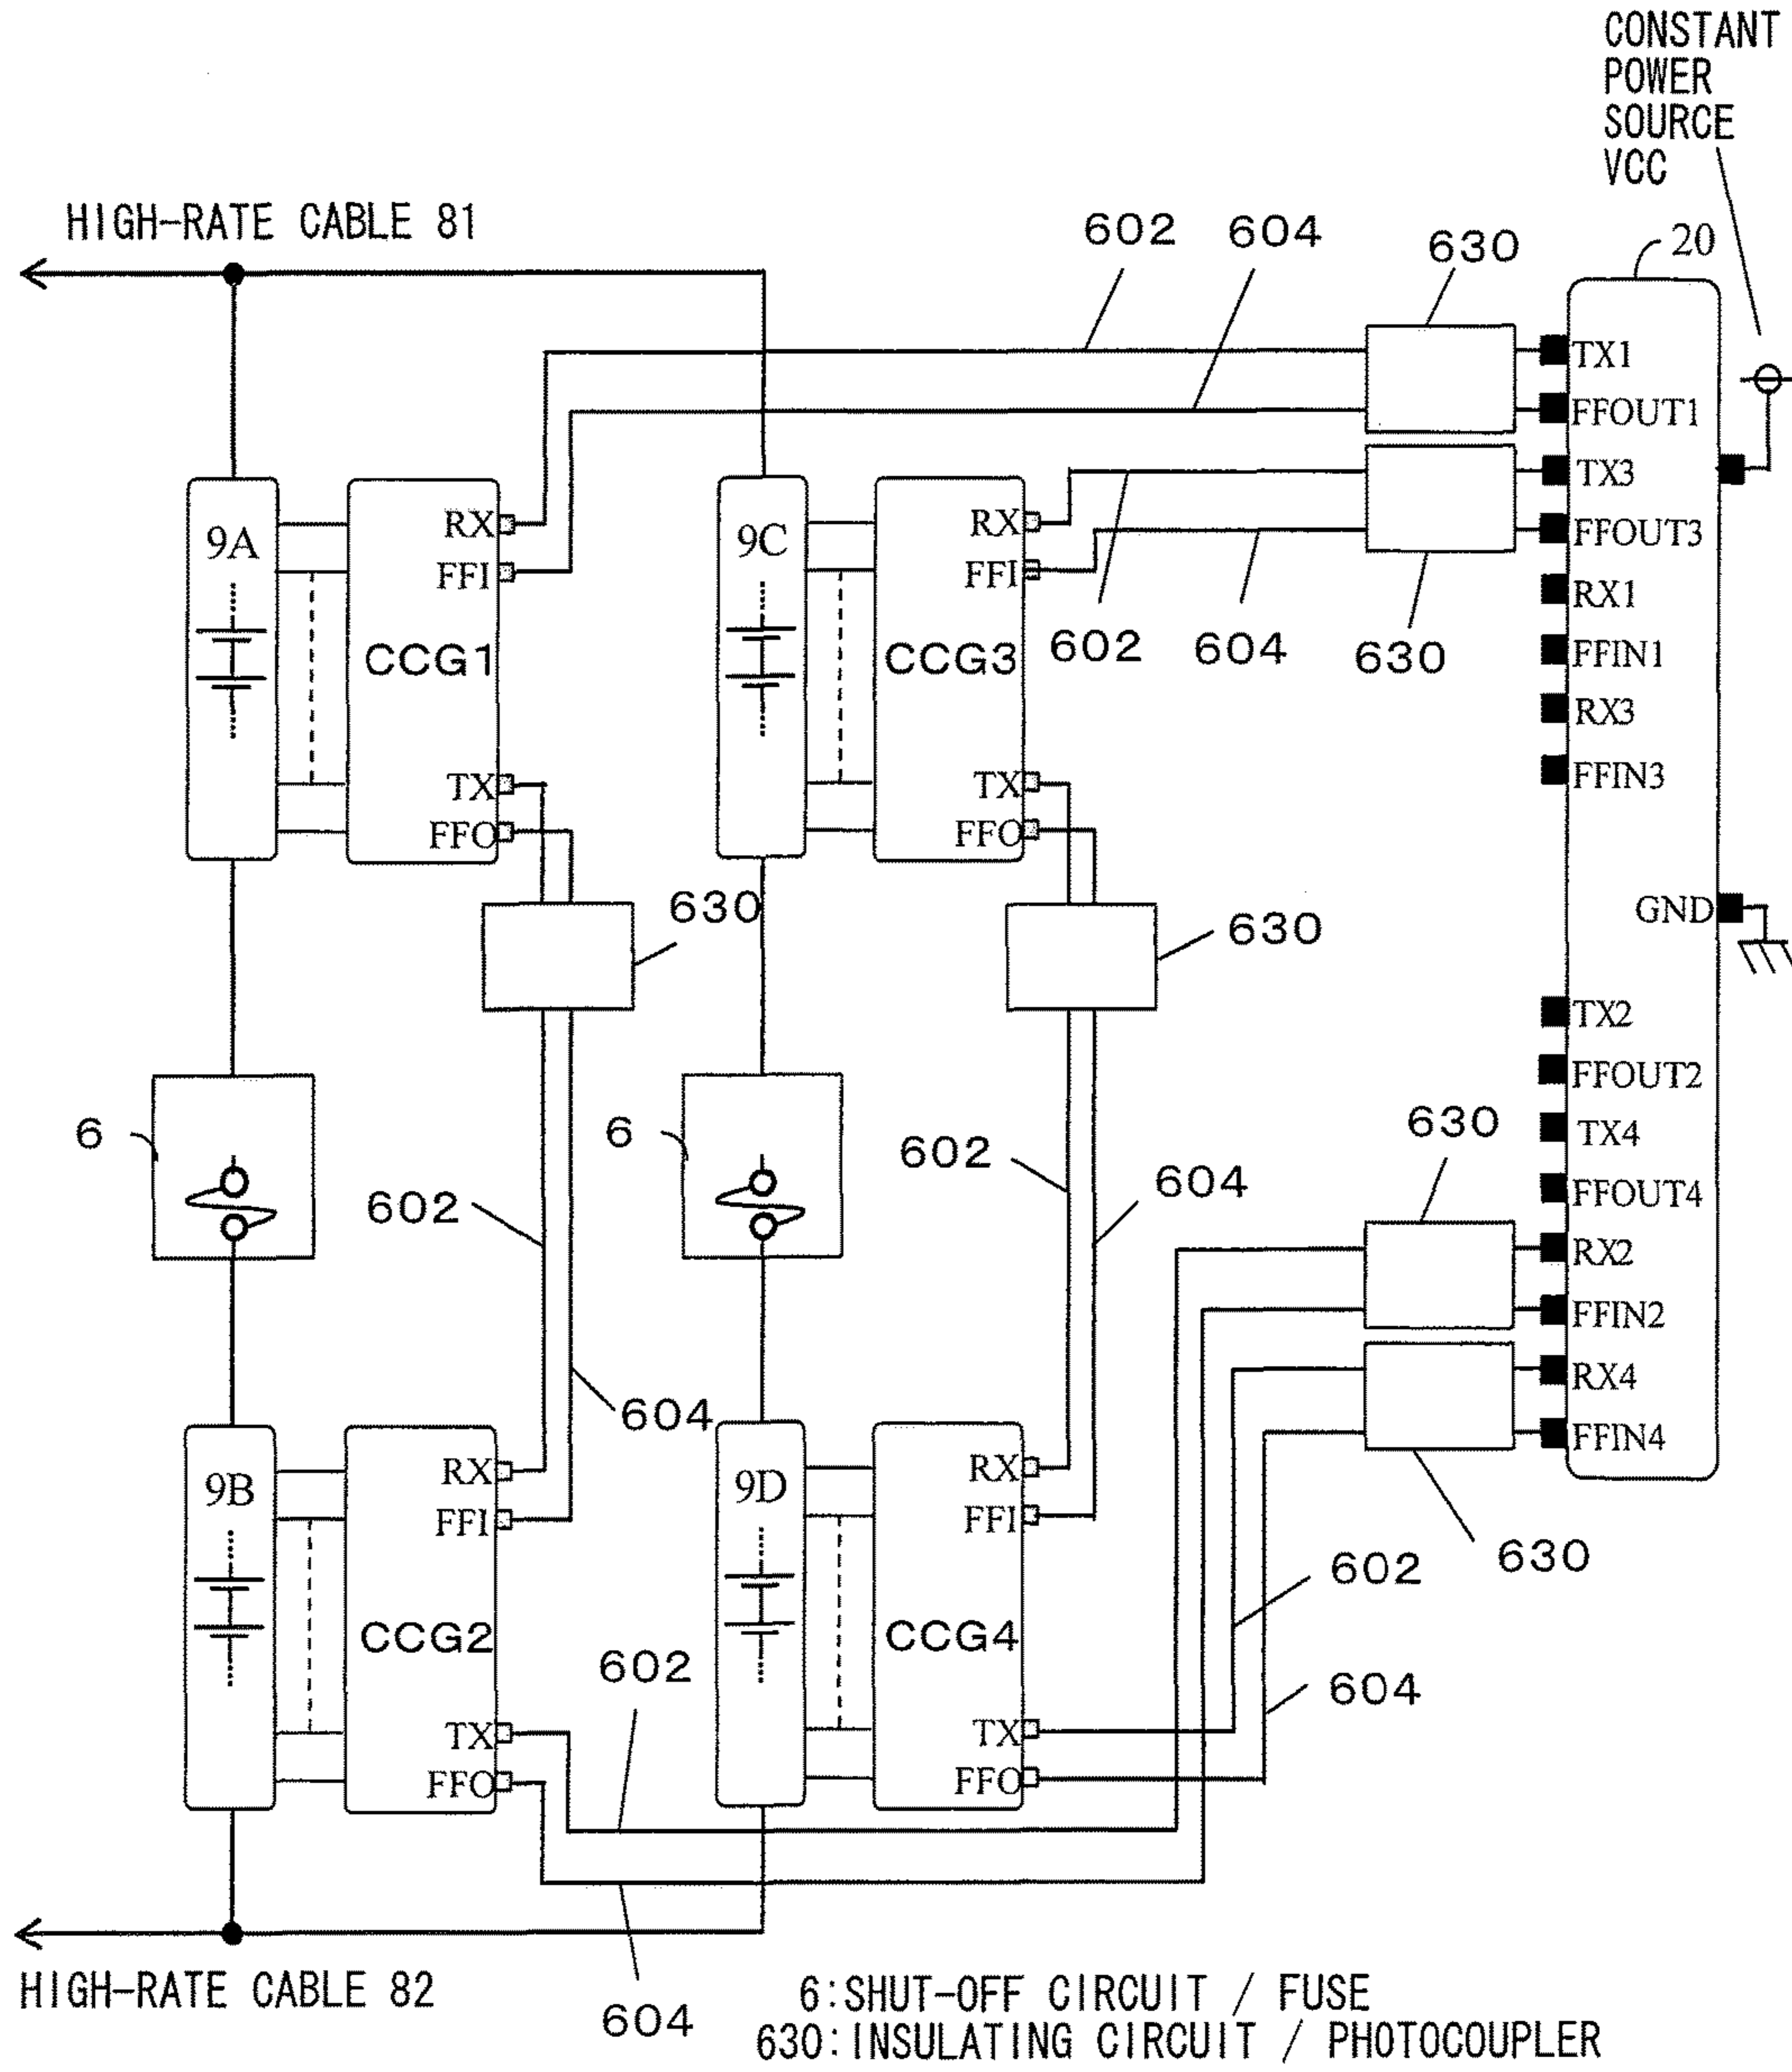 CONSTANT
POWER
SOURCE
VCC
HIGH-RATE CABLE 81
602
604
630
20
TX1
FFOUT1
TX3
FFOUT3
RX1
FFIN1
RX3
FFIN3
GND
TX2
FFOUT2
TX4
FFOUT4
RX2
FFIN2
RX4
FFIN4
9A
RX
FFI
CCG1
TX
FFO
9C
RX
FFI
CCG3
TX
FFO
602
604
630
630
630
6
6
602
604
602
604
630
9B
RX
FFI
CCG2
TX
FFO
9D
RX
FFI
CCG4
TX
FFO
630
602
604
602
604
HIGH-RATE CABLE 82
6:SHUT-OFF CIRCUIT / FUSE
630:INSULATING CIRCUIT / PHOTOCOUPLER